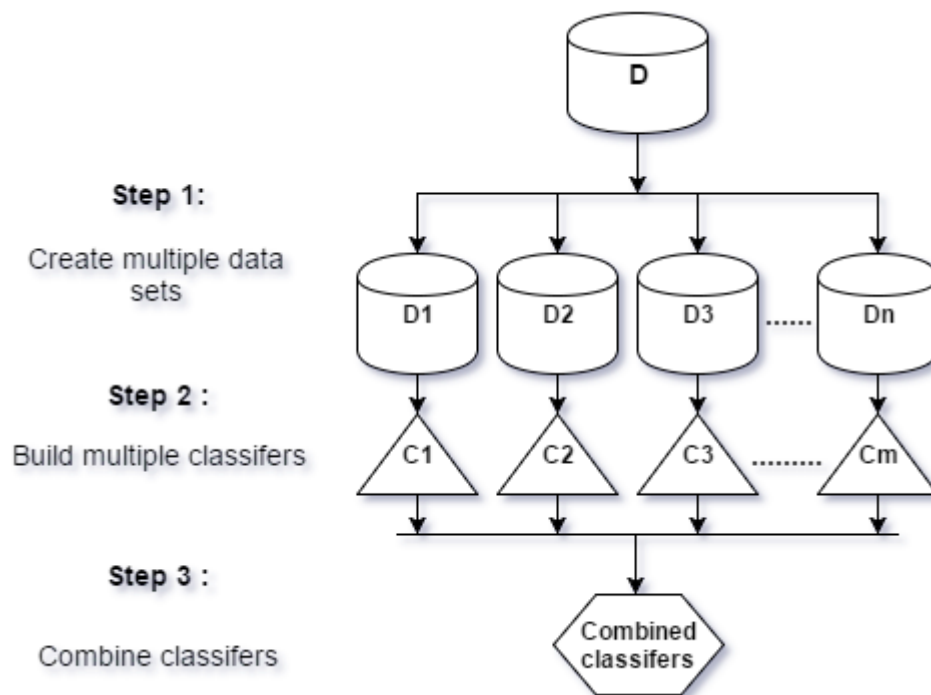 D
Step 1:
Create multiple data
sets
D1 D2 D3 ...... Dn
Step 2 :
Build multiple classifers
C1 C2 C3 ......... Cm
Step 3 :
Combine classifers
Combined
classifers